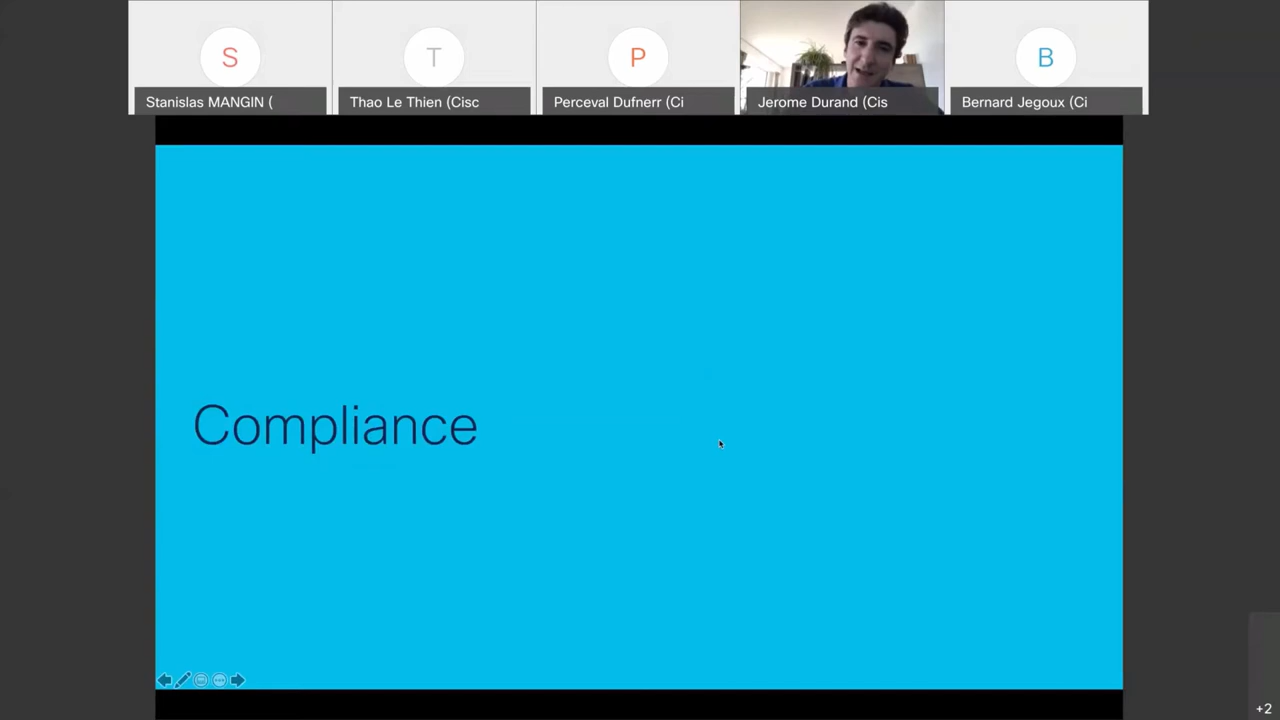 S
T
P
B
Stanislas MANGIN (
Thao Le Thien (Cisc
Perceval Dufnerr (Ci
Jerome Durand (Cis
Bernard Jegoux (Ci
Compliance
+2